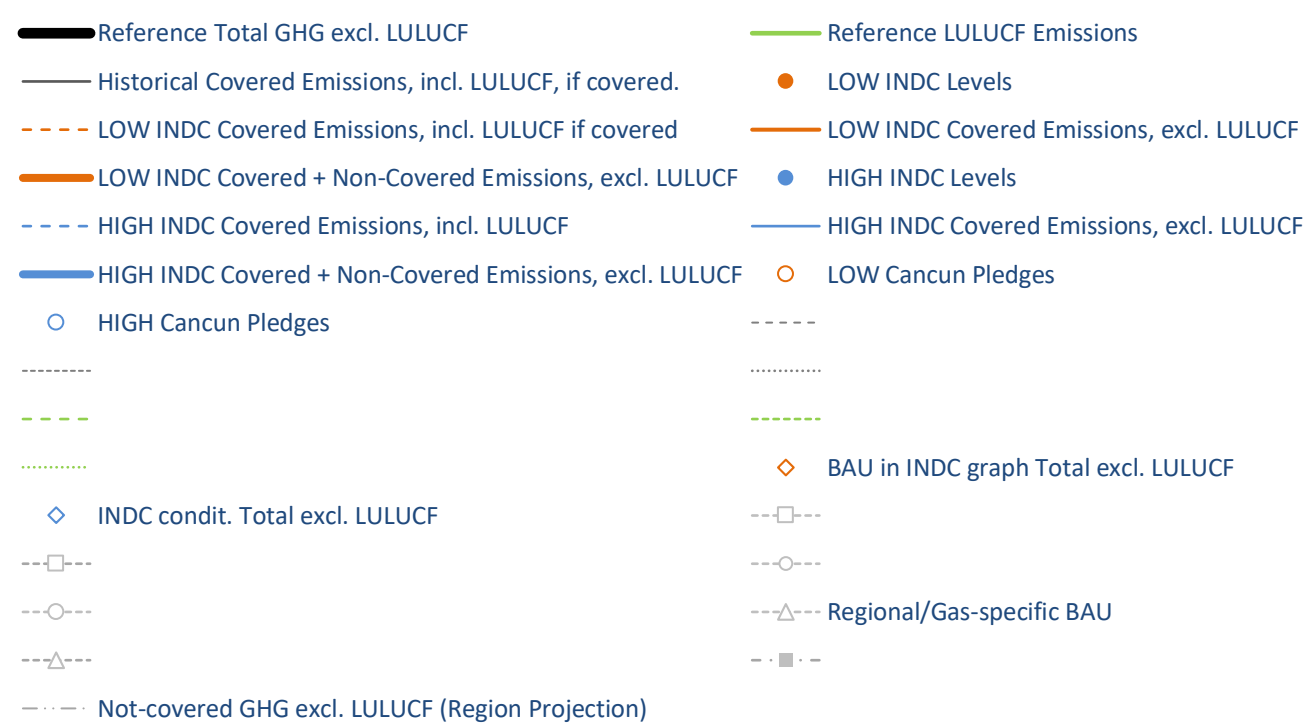 Reference Total GHG excl. LULUCF
Reference LULUCF Emissions
Historical Covered Emissions, incl. LULUCF, if covered.
LOW INDC Levels
LOW INDC Covered Emissions, incl. LULUCF if covered
LOW INDC Covered Emissions, excl. LULUCF
LOW INDC Covered + Non-Covered Emissions, excl. LULUCF
HIGH INDC Levels
HIGH INDC Covered Emissions, incl. LULUCF
HIGH INDC Covered Emissions, excl. LULUCF
HIGH INDC Covered + Non-Covered Emissions, excl. LULUCF
LOW Cancun Pledges
HIGH Cancun Pledges
BAU in INDC graph Total excl. LULUCF
INDC condit. Total excl. LULUCF
Regional/Gas-specific BAU
Not-covered GHG excl. LULUCF (Region Projection)